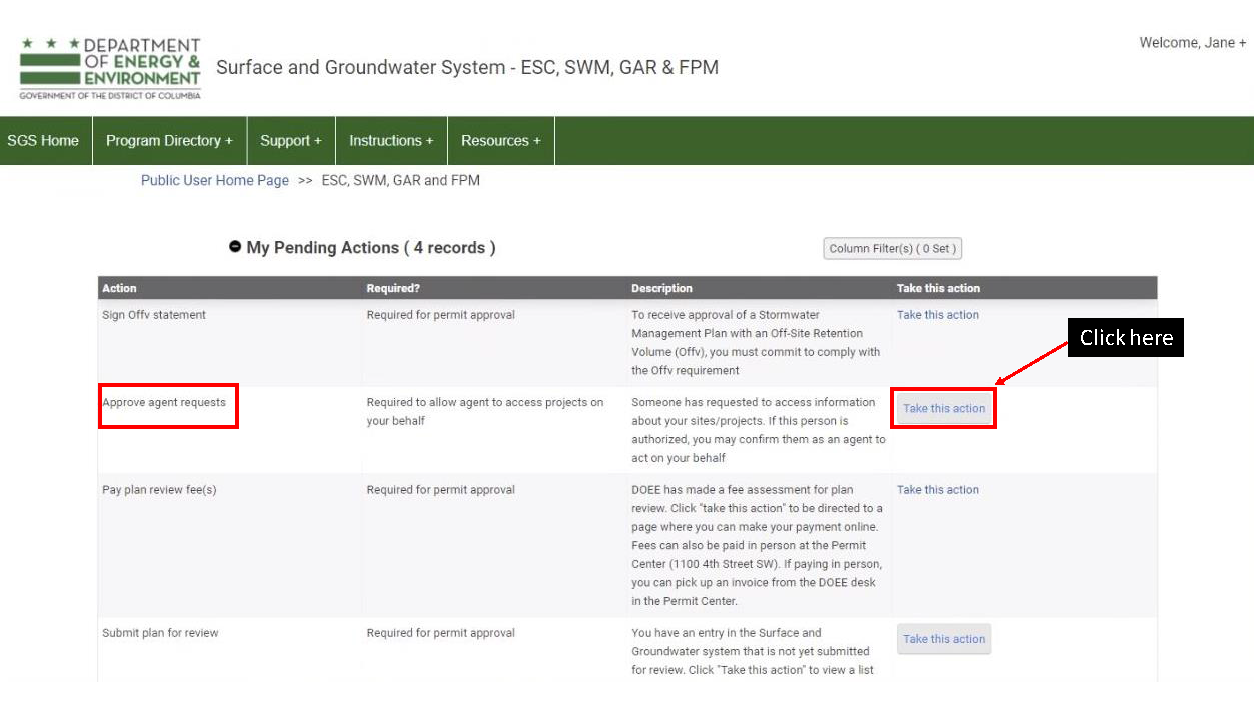 DEPARTMENT
OF ENERGY &
ENVIRONMENT
GOVERNMENT OF THE DISTRICT OF COLUMBIA
Surface and Groundwater System - ESC, SWM, GAR & FPM
Welcome, Jane +
SGS Home Program Directory + Support + Instructions + Resources +
Public User Home Page >> ESC, SWM, GAR and FPM
My Pending Actions ( 4 records )
Column Filter(s) ( 0 Set )
Action Required? Description Take this action
Sign Offv statement
Required for permit approval
To receive approval of a Stormwater
Management Plan with an Off-Site Retention
Volume (Offv), you must commit to comply with
the Offv requirement
Take this action
Click here
Approve agent requests
Required to allow agent to access projects on
your behalf
Someone has requested to access information
about your sites/projects. If this person is
authorized, you may confirm them as an agent to
act on your behalf
Take this action
Pay plan review fee(s)
Required for permit approval
DOEE has made a fee assessment for plan
review. Click "take this action" to be directed to a
page where you can make your payment online.
Fees can also be paid in person at the Permit
Center (1100 4th Street SW). If paying in person,
you can pick up an invoice from the DOEE desk
in the Permit Center.
Take this action
Submit plan for review
Required for permit approval
You have an entry in the Surface and
Groundwater system that is not yet submitted
for review. Click "Take this action" to view a list
Take this action